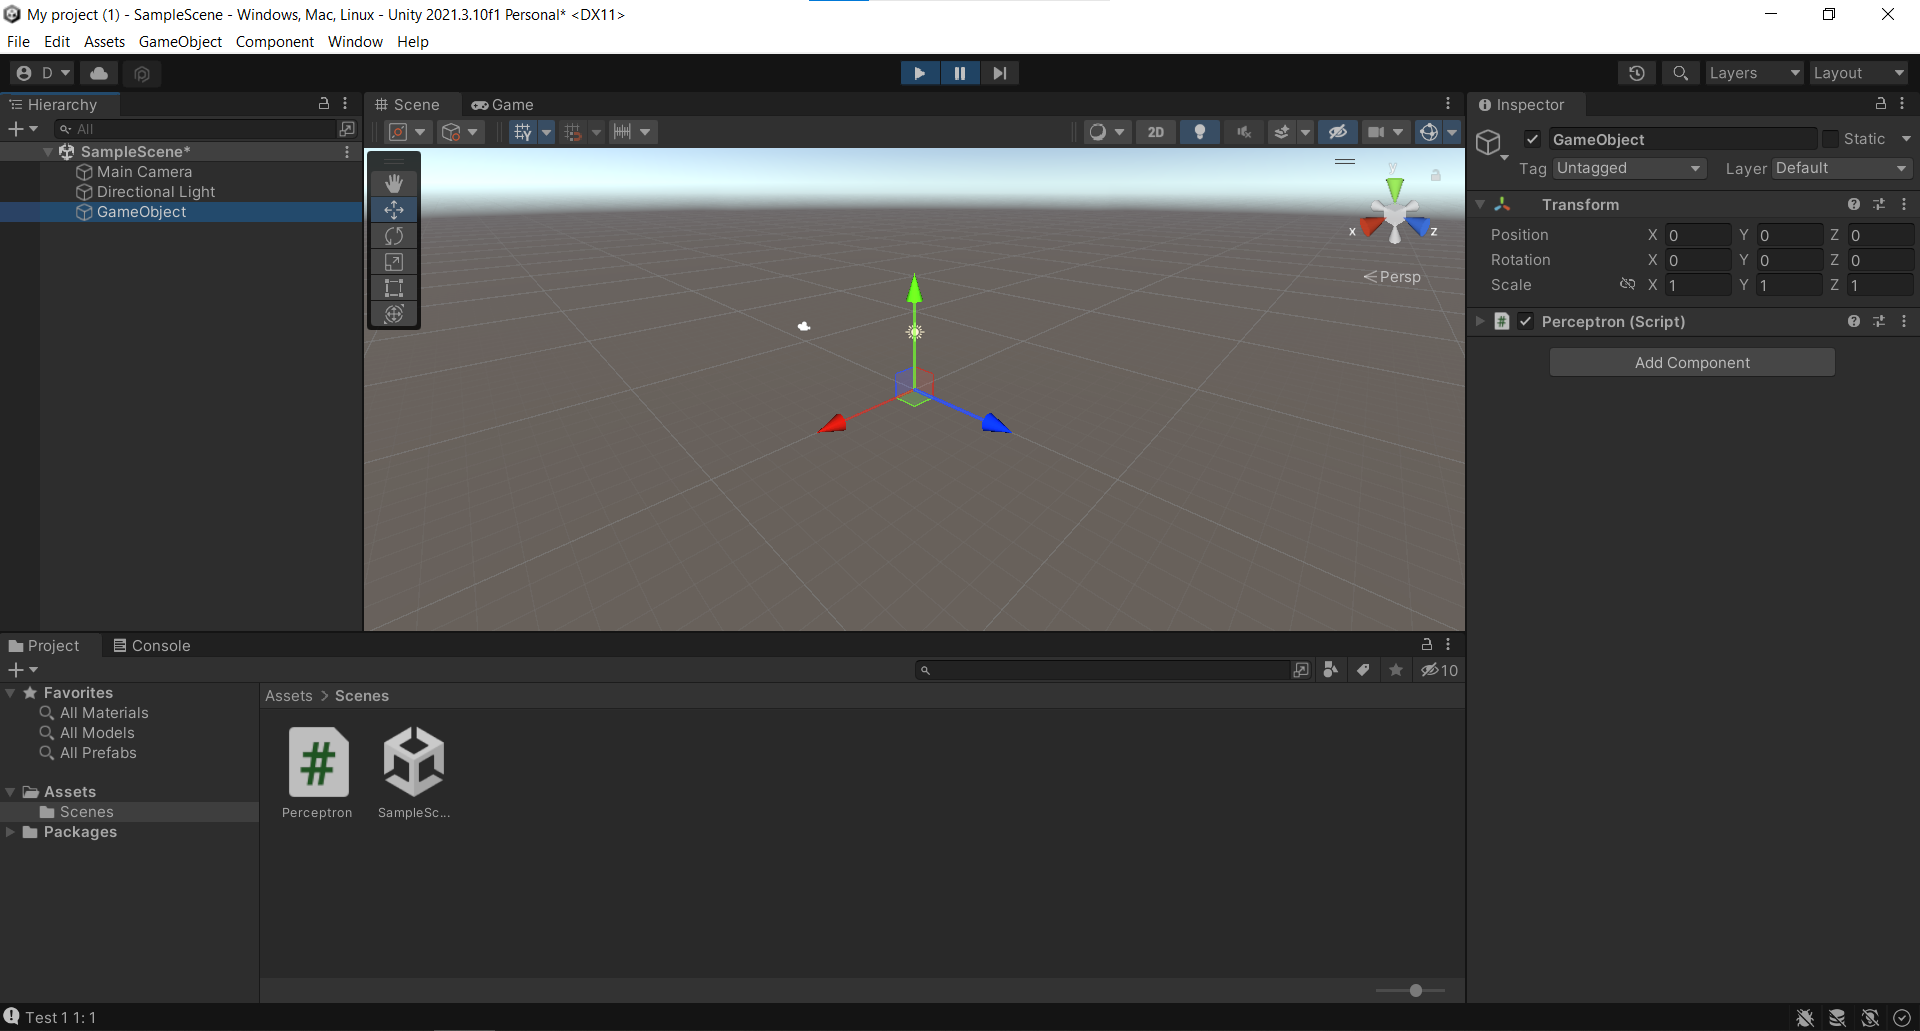 My project (1) - SampleScene - Windows, Mac, Linux - Unity 2021.3.10f1 Personal* <DX11>
File Edit Assets GameObject Component Window Help
D
Layers Layout
Hierarchy
All
SampleScene*
Main Camera
Directional Light
GameObject
Scene Game
2D
y
x z
Persp
Inspector
GameObject Static
Tag Untagged Layer Default
Transform
Position X 0 Y 0 Z 0
Rotation X 0 Y 0 Z 0
Scale X 1 Y 1 Z 1
# Perceptron (Script)
Add Component
Project Console
10
Favorites
All Materials
All Models
All Prefabs
Assets
Scenes
Packages
Assets > Scenes
#
Perceptron SampleSc...
Test 1 1: 1